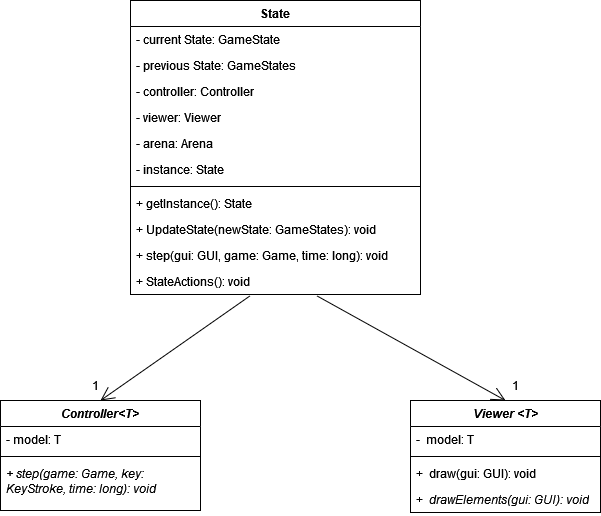 State
- current State: GameState
- previous State: GameStates
- controller: Controller
- viewer: Viewer
- arena: Arena
- instance: State
+ getInstance(): State
+ UpdateState(newState: GameStates): void
+ step(gui: GUI, game: Game, time: long): void
+ StateActions(): void
1
1
Controller<T>
- model: T
+ step(game: Game, key:
KeyStroke, time: long): void
Viewer <T>
- model: T
+ draw(gui: GUI): void
+ drawElements(gui: GUI): void